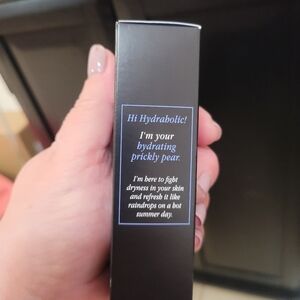 Hi Hydraholic!
I'm your
hydrating
prickly pear.
I'm here to fight
dryness in your skin
and refresh it like
raindrops on a hot
summer day.